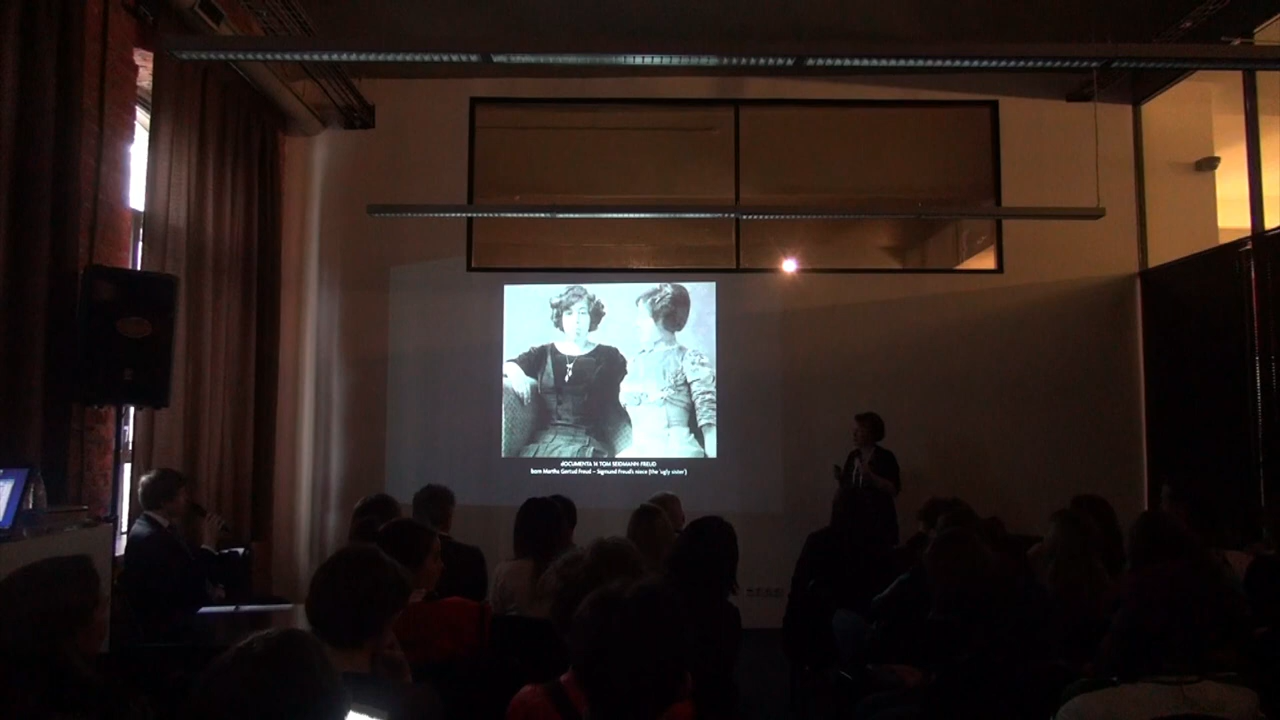 dOCUMENTA 14 TOM SEIDMANN FREUD
born Martha Gertrud Freud – Sigmund Freud's niece (the 'ugly sister')